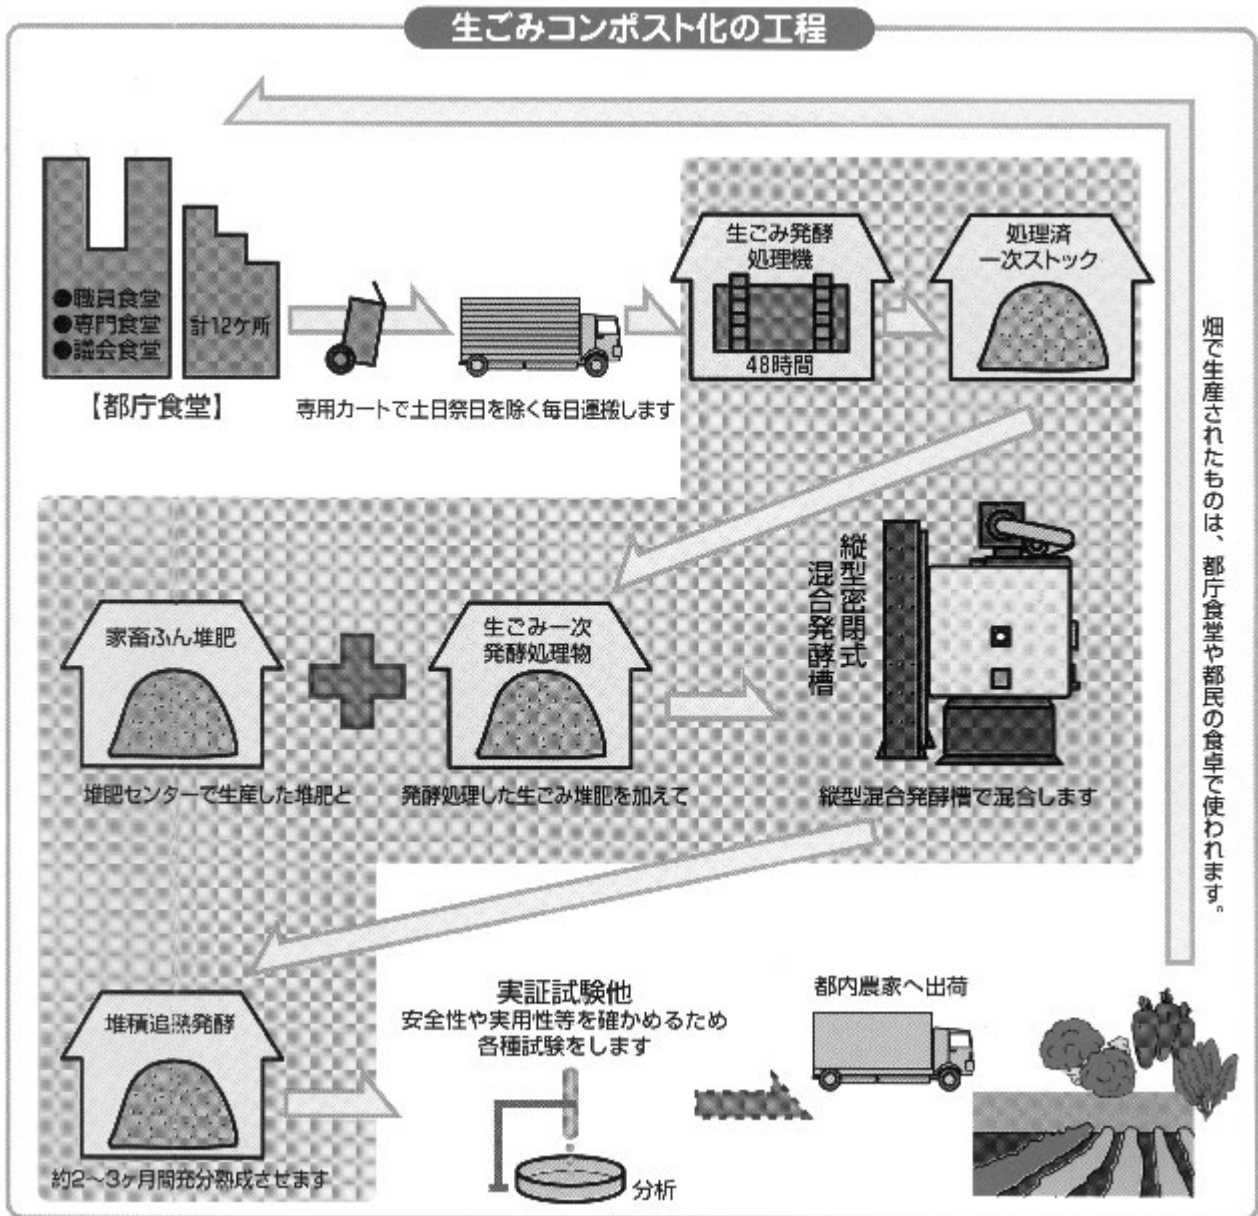 生ごみコンポスト化の工程
●職員食堂
●専門食堂
●議会食堂
計12ケ所
【都庁食堂】
専用カートで土日祭日を除く毎日運搬します
生ごみ発酵
処理機
48時間
処理済
一次ストック
家畜ふん堆肥
堆肥センターで生産した堆肥と
生ごみ一次
発酵処理物
発酵処理した生ごみ堆肥を加えて
縦型密閉式
混合発酵槽
縦型混合発酵槽で混合します
堆積追熟発酵
約2〜3ヶ月間充分熟成させます
実証試験他
安全性や実用性等を確かめるため
各種試験をします
分析
都内農家へ出荷
畑で生産されたものは、都庁食堂や都民の食卓で使われます。